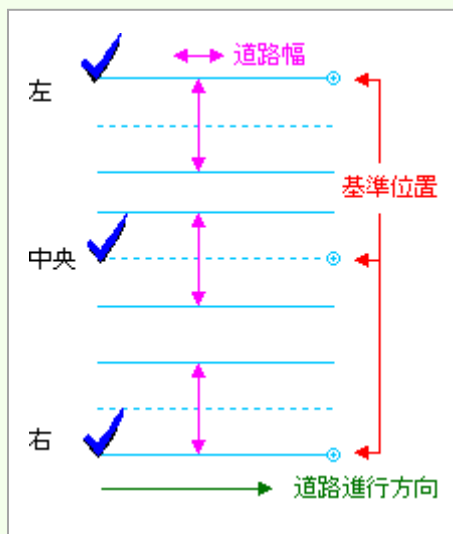 道路幅
左
基準位置
中央
右
道路進行方向